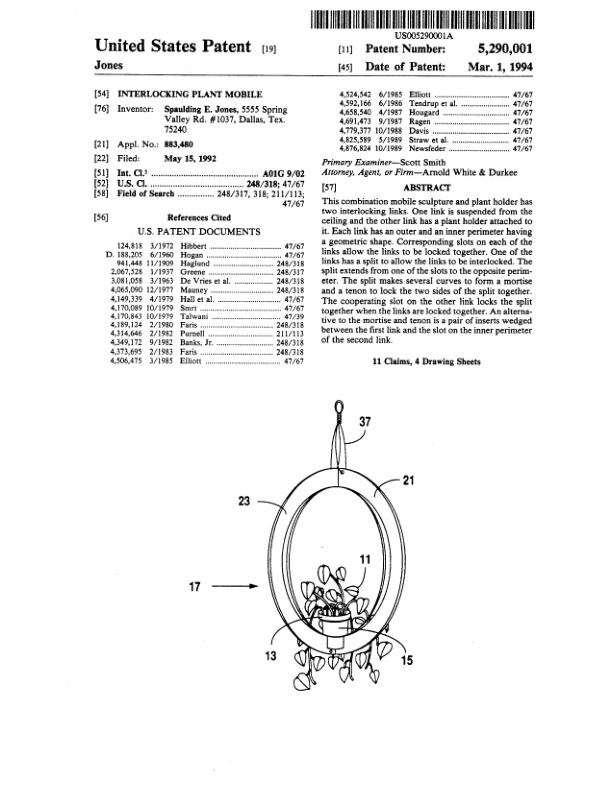 US005290001A
United States Patent [19]
[11] Patent Number: 5,290,001
Jones
[45] Date of Patent: Mar. 1, 1994
[54] INTERLOCKING PLANT MOBILE
[76] Inventor: Spaulding E. Jones, 5555 Spring
Valley Rd. #1037, Dallas, Tex.
75240
[21] Appl. No.: 883,480
[22] Filed: May 15, 1992
[51] Int. Cl.5 ............................... A01G 9/02
[52] U.S. Cl. ............................... 248/318; 47/67
[58] Field of Search ............... 248/317, 318; 211/113;
47/67
[56] References Cited
U.S. PATENT DOCUMENTS
124,818 3/1972 Hibbert ............................... 47/67
D. 188,205 6/1960 Hogan ............................... 47/67
941,448 11/1909 Haglund ............................... 248/318
2,067,528 1/1937 Greene ............................... 248/317
3,081,058 3/1963 De Vries et al. ..................... 248/318
4,065,090 12/1977 Mauney ............................... 248/318
4,149,339 4/1979 Hall et al. ............................... 47/67
4,170,089 10/1979 Smrt ............................... 47/67
4,170,843 10/1979 Talwani ............................... 47/39
4,189,124 2/1980 Faris ............................... 248/318
4,314,646 2/1982 Purnell ............................... 211/113
4,349,172 9/1982 Banks, Jr. ............................... 248/318
4,373,695 2/1983 Faris ............................... 248/318
4,506,475 3/1985 Elliott ............................... 47/67
4,524,542 6/1985 Elliott ............................... 47/67
4,592,166 6/1986 Tendrup et al. ..................... 47/67
4,658,540 4/1987 Hougard ............................... 47/67
4,691,473 9/1987 Ragen ............................... 47/67
4,779,377 10/1988 Davis ............................... 47/67
4,825,589 5/1989 Straw et al. ......................... 47/67
4,876,824 10/1989 Newsfeder ......................... 47/67
Primary Examiner—Scott Smith
Attorney, Agent, or Firm—Arnold White & Durkee
[57] ABSTRACT
This combination mobile sculpture and plant holder has
two interlocking links. One link is suspended from the
ceiling and the other link has a plant holder attached to
it. Each link has an outer and an inner perimeter having
a geometric shape. Corresponding slots on each of the
links allow the links to be locked together. One of the
links has a split to allow the links to be interlocked. The
split extends from one of the slots to the opposite perim-
eter. The split makes several curves to form a mortise
and a tenon to lock the two sides of the split together.
The cooperating slot on the other link locks the split
together when the links are locked together. An alterna-
tive to the mortise and tenon is a pair of inserts wedged
between the first link and the slot on the inner perimeter
of the second link.
11 Claims, 4 Drawing Sheets
37
21
23
11
17
13
15